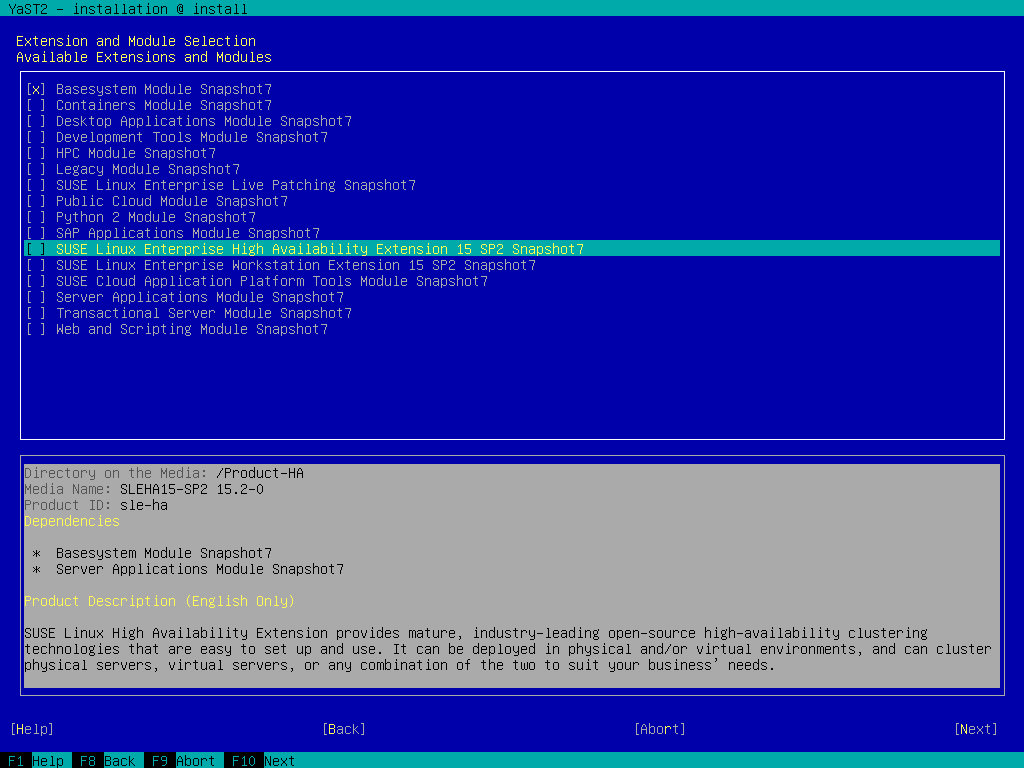 YaST2 - installation @ install
Extension and Module Selection
Available Extensions and Modules
[x] Basesystem Module Snapshot7
[ ] Containers Module Snapshot7
[ ] Desktop Applications Module Snapshot7
[ ] Development Tools Module Snapshot7
[ ] HPC Module Snapshot7
[ ] Legacy Module Snapshot7
[ ] SUSE Linux Enterprise Live Patching Snapshot7
[ ] Public Cloud Module Snapshot7
[ ] Python 2 Module Snapshot7
[ ] SAP Applications Module Snapshot7
[ ] SUSE Linux Enterprise High Availability Extension 15 SP2 Snapshot7
[ ] SUSE Linux Enterprise Workstation Extension 15 SP2 Snapshot7
[ ] SUSE Cloud Application Platform Tools Module Snapshot7
[ ] Server Applications Module Snapshot7
[ ] Transactional Server Module Snapshot7
[ ] Web and Scripting Module Snapshot7
Directory on the Media: /Product-HA
Media Name: SLEHA15-SP2 15.2-0
Product ID: sle-ha
Dependencies
* Basesystem Module Snapshot7
* Server Applications Module Snapshot7
Product Description (English Only)
SUSE Linux High Availability Extension provides mature, industry-leading open-source high-availability clustering
technologies that are easy to set up and use. It can be deployed in physical and/or virtual environments, and can cluster
physical servers, virtual servers, or any combination of the two to suit your business' needs.
[Help] [Back] [Abort] [Next]
F1 Help F8 Back F9 Abort F10 Next